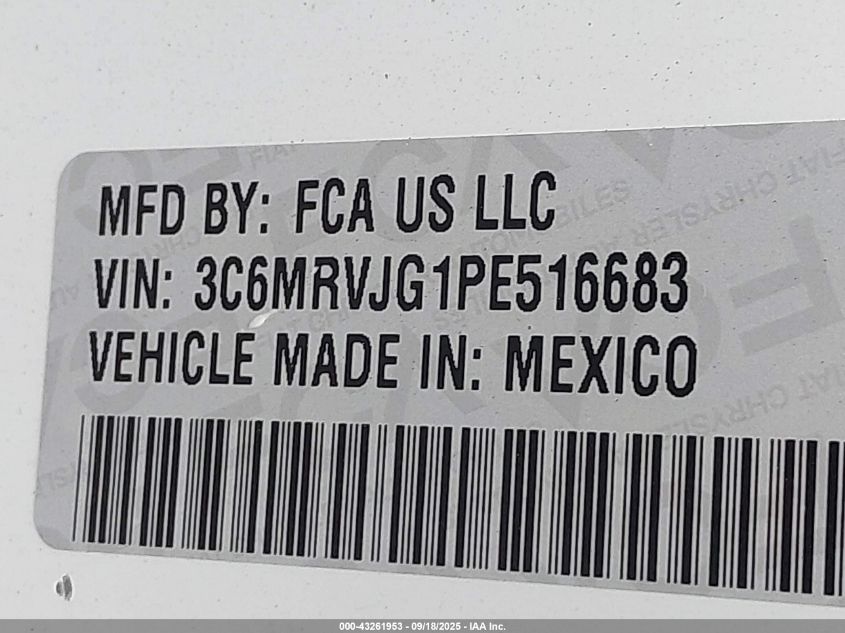 MFD BY: FCA US LLC
VIN: 3C6MRVJG1PE516683
VEHICLE MADE IN: MEXICO
000-43261953 - 09/18/2025 - IAA Inc.